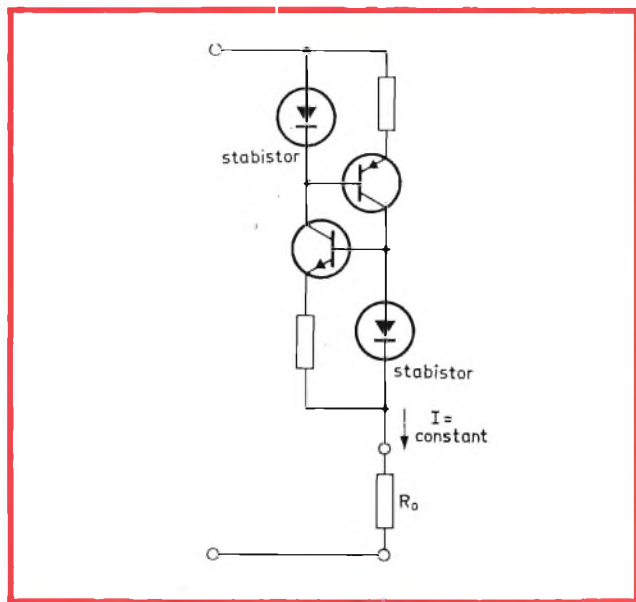 stabistor
stabistor
I =
constant
R₀